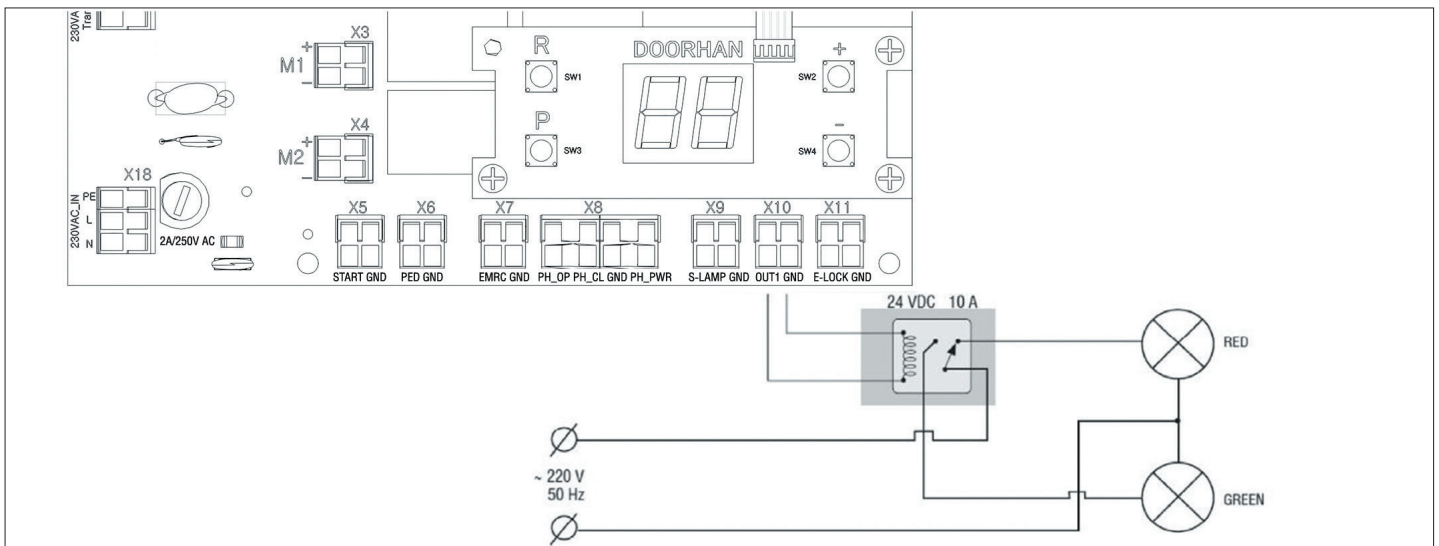 230VAC
Tran
X3
+
M1
-
X4
+
M2
-
R
SW1
DOORHAN
+
SW2
P
SW3
-
SW4
X18
230VAC_IN
PE
L
N
2A/250V AC
X5
X6
X7
X8
X9
X10
X11
START GND
PED GND
EMRC GND
PH_OP PH_CL GND PH_PWR
S-LAMP GND
OUT1 GND
E-LOCK GND
24 VDC 10 A
RED
~ 220 V
50 Hz
GREEN